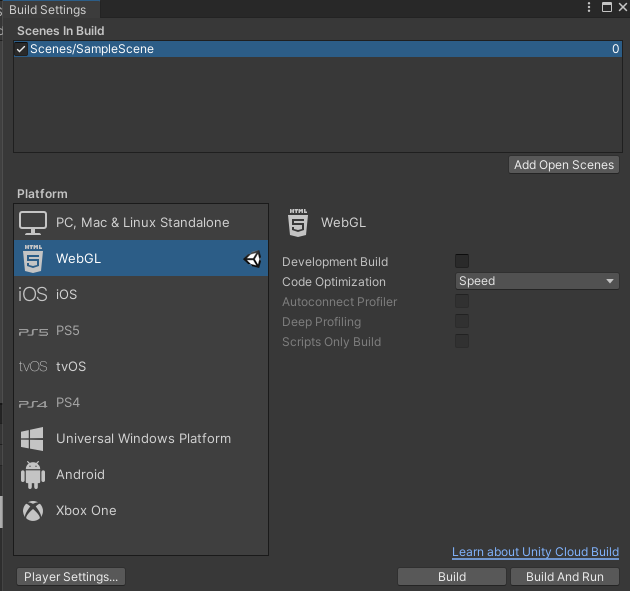 Build Settings
Scenes In Build
Scenes/SampleScene 0
Add Open Scenes
Platform
PC, Mac & Linux Standalone
HTML 5 WebGL
iOS iOS
PS5 PS5
tvOS tvOS
PS4 PS4
Universal Windows Platform
Android
Xbox One
HTML 5 WebGL
Development Build
Code Optimization Speed
Autoconnect Profiler
Deep Profiling
Scripts Only Build
Learn about Unity Cloud Build
Player Settings... Build Build And Run